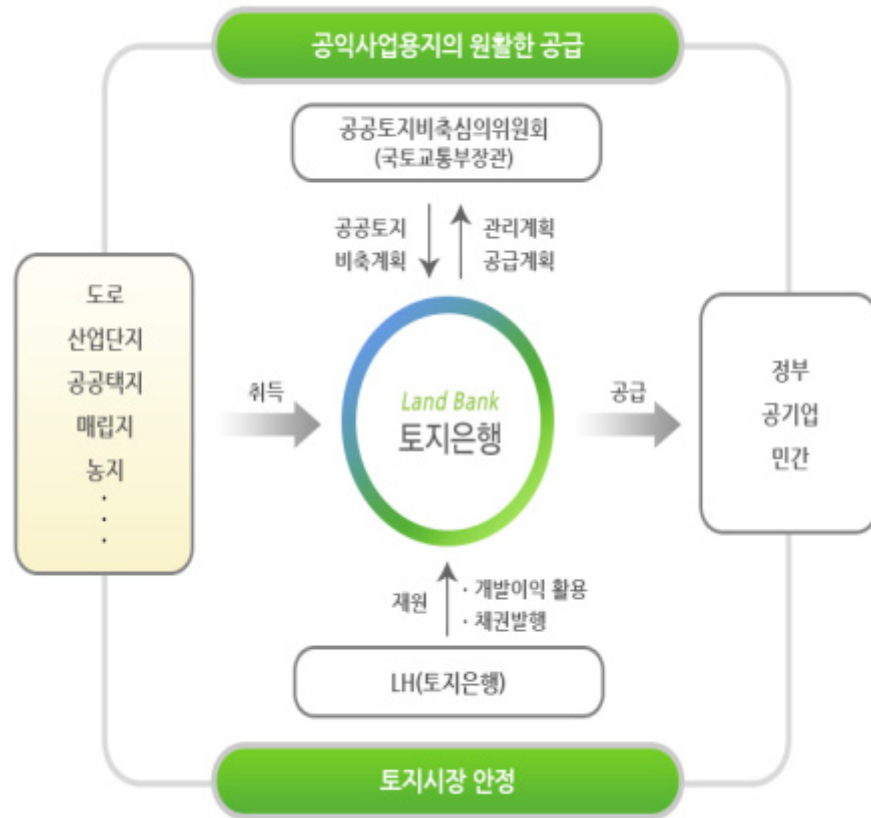 공익사업용지의 원활한 공급
공공토지비축심의위원회
(국토교통부장관)
공공토지
비축계획
관리계획
공급계획
도로
산업단지
공공택지
매립지
농지
·
·
·
취득
Land Bank
토지은행
공급
정부
공기업
민간
재원
· 개발이익 활용
· 채권발행
LH(토지은행)
토지시장 안정